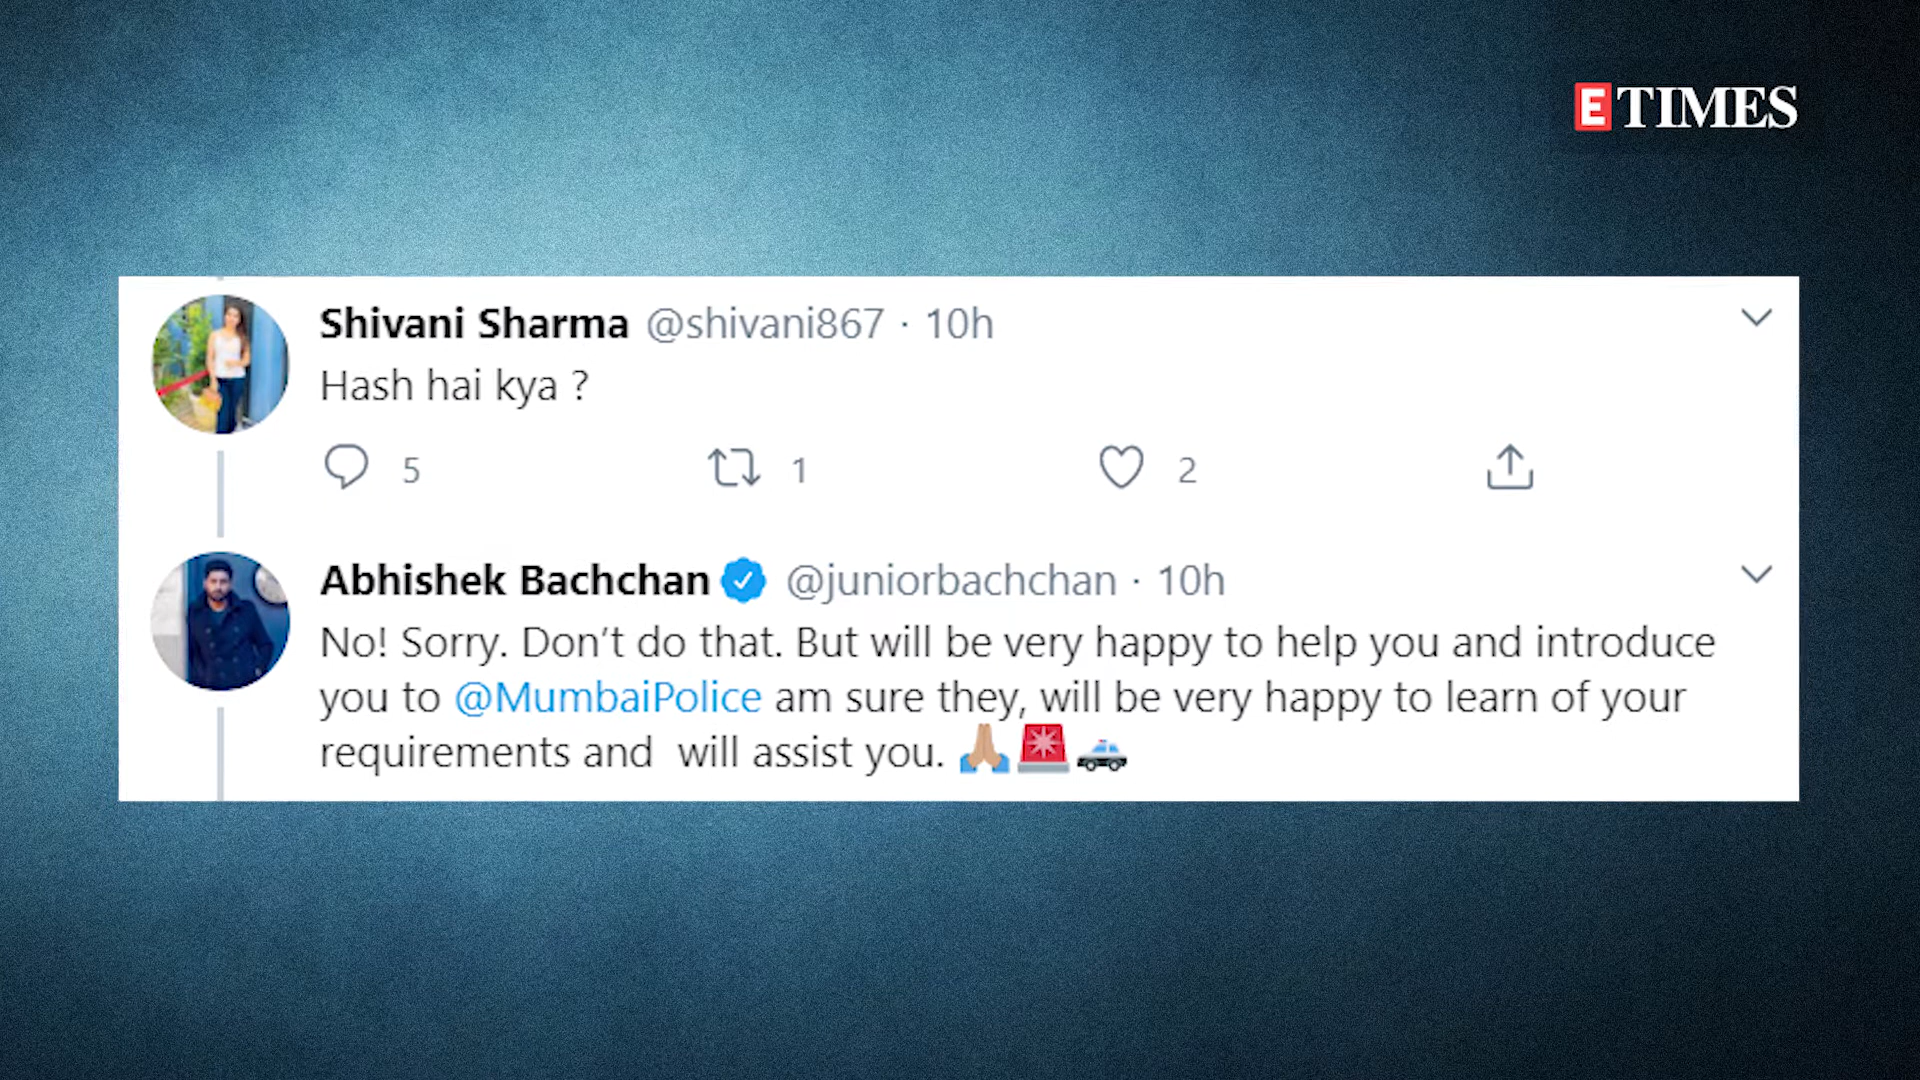 ETIMES
Shivani Sharma @shivani867 · 10h
Hash hai kya ?
5 1 2
Abhishek Bachchan @juniorbachchan · 10h
No! Sorry. Don’t do that. But will be very happy to help you and introduce
you to @MumbaiPolice am sure they, will be very happy to learn of your
requirements and  will assist you. 🙏🏽🚨🚓